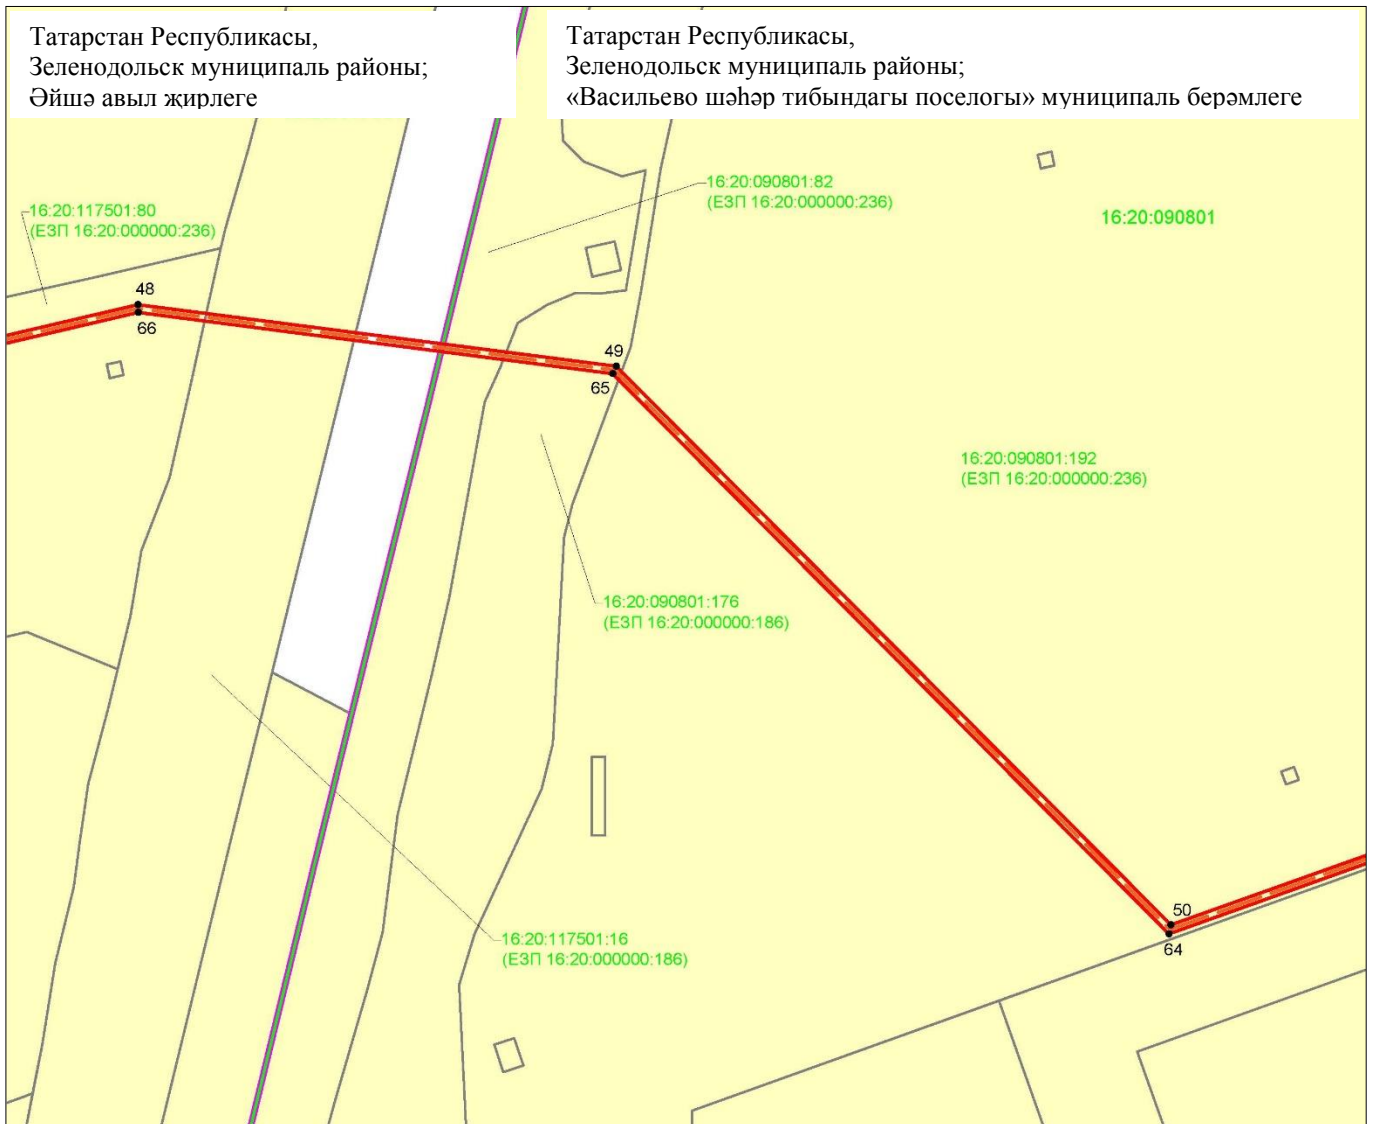 Татарстан Республикасы,
Зеленодольск муниципаль районы;
Әйшә авыл җирлеге
Татарстан Республикасы,
Зеленодольск муниципаль районы;
«Васильево шәһәр тибындагы поселогы» муниципаль берәмлеге
16:20:090801:82
(ЕЗП 16:20:000000:236)
16:20:117501:80
(ЕЗП 16:20:000000:236)
16:20:090801
48
66
49
65
16:20:090801:192
(ЕЗП 16:20:000000:236)
16:20:090801:176
(ЕЗП 16:20:000000:186)
50
64
16:20:117501:16
(ЕЗП 16:20:000000:186)